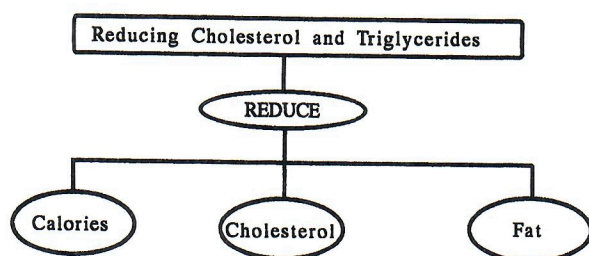 Reducing Cholesterol and Triglycerides
REDUCE
Calories
Cholesterol
Fat